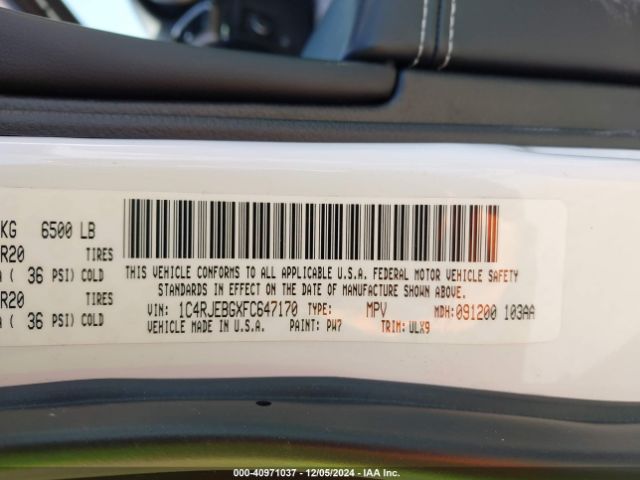 KG 6500 LB
R20 TIRES
( 36 PSI) COLD
R20 TIRES
( 36 PSI) COLD
THIS VEHICLE CONFORMS TO ALL APPLICABLE U.S.A. FEDERAL MOTOR VEHICLE SAFETY
STANDARDS IN EFFECT ON THE DATE OF MANUFACTURE SHOWN ABOVE.
VIN: 1C4RJEBGXFC647170 TYPE: MPV MDH: 091200 103AA
VEHICLE MADE IN U.S.A. PAINT: PW7 TRIM: ULX9
000-40971037 - 12/05/2024 - IAA Inc.